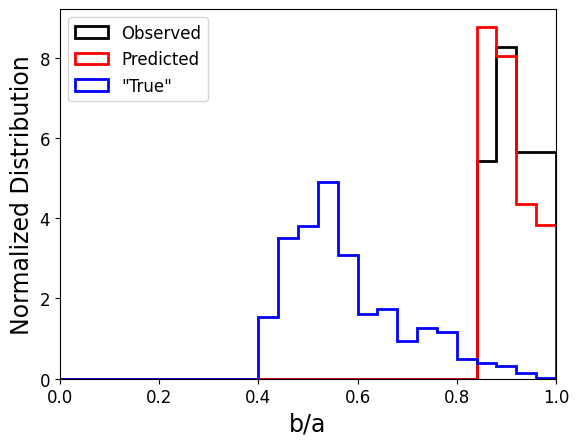 Observed
Predicted
"True"
Normalized Distribution
8
6
4
2
0
0.0 0.2 0.4 0.6 0.8 1.0
b/a